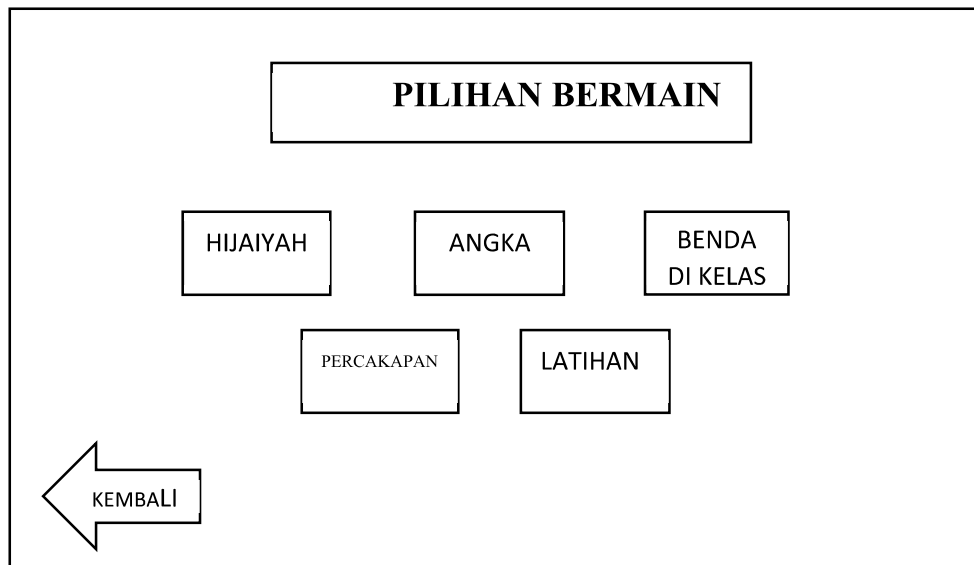 PILIHAN BERMAIN
HIJAIYAH
ANGKA
BENDA
DI KELAS
PERCAKAPAN
LATIHAN
KEMBALI